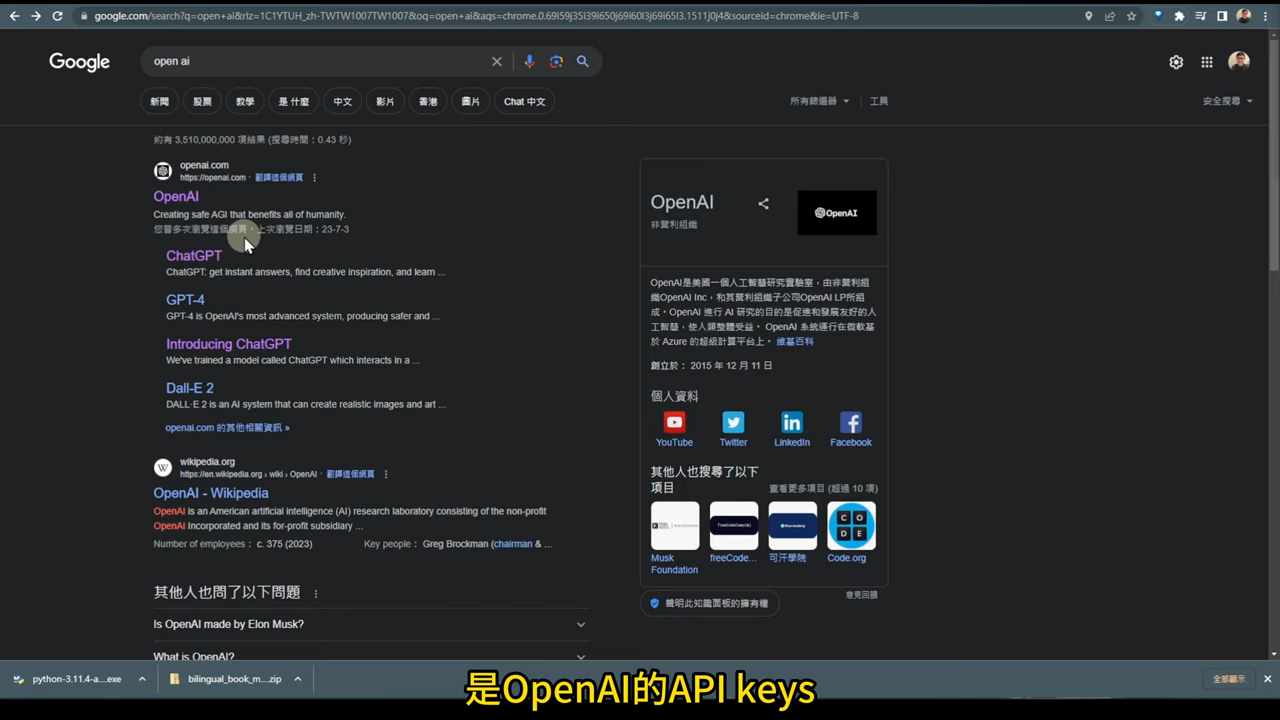 google.com/search?q=open+ai&rlz=1C1YTUH_zh-TWTW1007TW1007&oq=open+ai&aqs=chrome.0.69i59j35i39i650j69i60l3j69i65l3.1511j0j4&sourceid=chrome&ie=UTF-8
Google
open ai
新聞
股票
教學
是 什麼
中文
影片
香港
圖片
Chat 中文
所有篩選器
工具
安全搜尋
約有 3,510,000,000 項結果 (搜尋時間:0.43 秒)
openai.com
https://openai.com · 翻譯這個網頁
OpenAI
Creating safe AGI that benefits all of humanity.
您曾多次瀏覽這個網頁。上次瀏覽日期:23-7-3
ChatGPT
ChatGPT: get instant answers, find creative inspiration, and learn ...
GPT-4
GPT-4 is OpenAI's most advanced system, producing safer and ...
Introducing ChatGPT
We've trained a model called ChatGPT which interacts in a ...
Dall-E 2
DALL·E 2 is an AI system that can create realistic images and art ...
openai.com 的其他相關資訊 »
W
wikipedia.org
https://en.wikipedia.org › wiki › OpenAI · 翻譯這個網頁
OpenAI - Wikipedia
OpenAI is an American artificial intelligence (AI) research laboratory consisting of the non-profit
OpenAI Incorporated and its for-profit subsidiary ...
Number of employees: c. 375 (2023) Key people: Greg Brockman (chairman & ...
其他人也問了以下問題
Is OpenAI made by Elon Musk?
What is OpenAI?
OpenAI
非營利組織
OpenAI
OpenAI是美國一個人工智慧研究實驗室,由非營利組
織OpenAI Inc,和其營利組織子公司OpenAI LP所組
成。OpenAI 進行 AI 研究的目的是促進和發展友好的人
工智慧,使人類整體受益。 OpenAI 系統運行在微軟基
於 Azure 的超級計算平台上。 維基百科
創立於: 2015 年 12 月 11 日
個人資料
YouTube
Twitter
LinkedIn
Facebook
其他人也搜尋了以下
項目
查看更多項目 (超過 10 項)
CODE
Musk
Foundation
freeCode...
可汗學院
Code.org
聲明此知識面板的擁有權
意見回饋
python-3.11.4-a....exe
bilingual_book_m....zip
全部顯示
是OpenAI的API keys